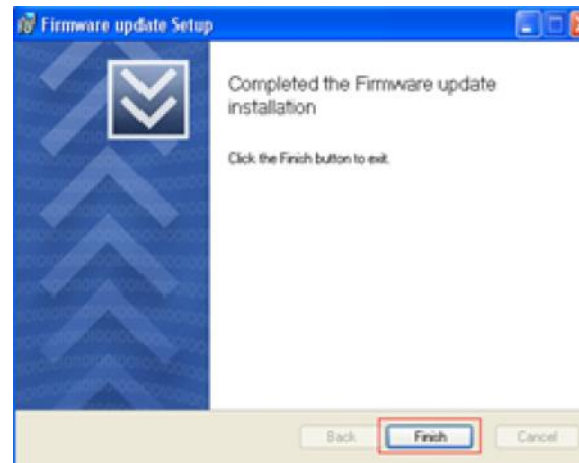 Firmware update Setup
Completed the Firmware update
installation
Click the Finish button to exit.
Back
Finish
Cancel